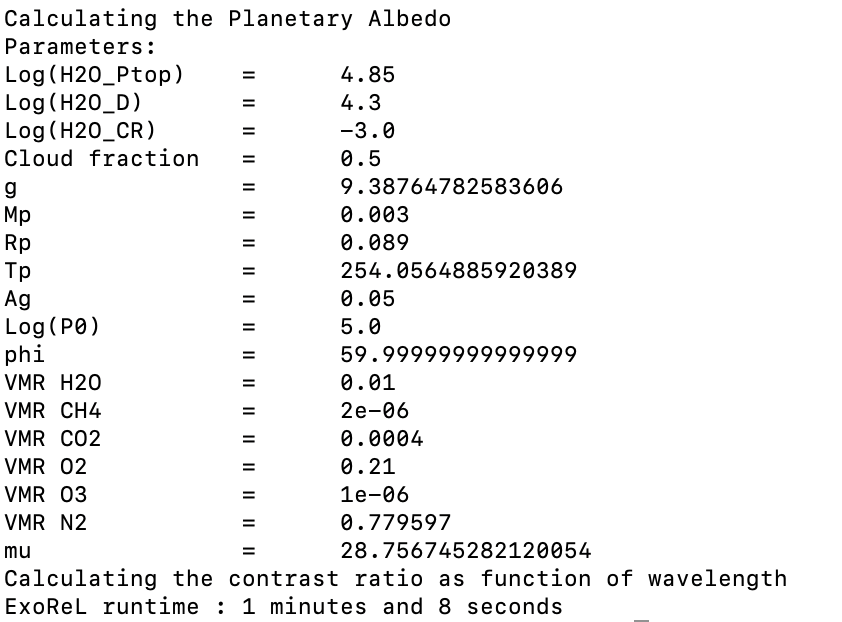 Calculating the Planetary Albedo
Parameters:
Log(H2O_Ptop) = 4.85
Log(H2O_D) = 4.3
Log(H2O_CR) = -3.0
Cloud fraction = 0.5
g = 9.38764782583606
Mp = 0.003
Rp = 0.089
Tp = 254.0564885920389
Ag = 0.05
Log(P0) = 5.0
phi = 59.99999999999999
VMR H2O = 0.01
VMR CH4 = 2e-06
VMR CO2 = 0.0004
VMR O2 = 0.21
VMR O3 = 1e-06
VMR N2 = 0.779597
mu = 28.756745282120054
Calculating the contrast ratio as function of wavelength
ExoReL runtime : 1 minutes and 8 seconds